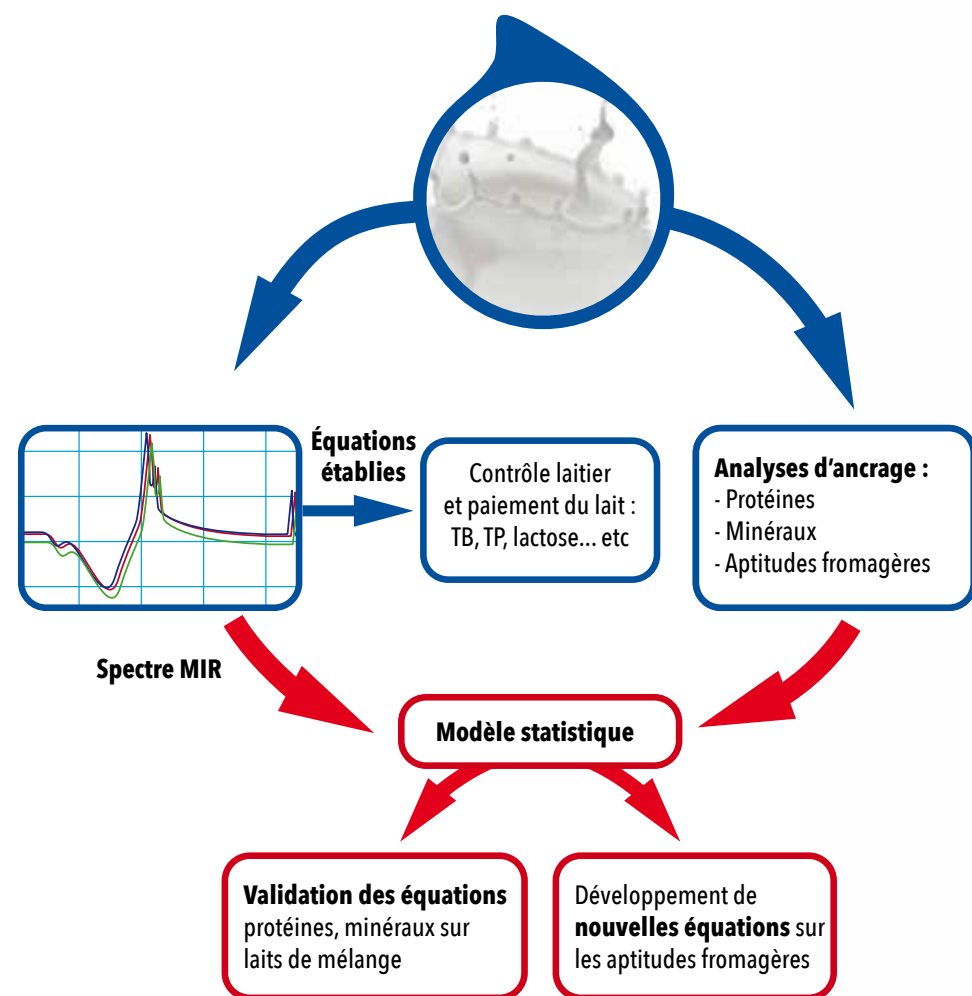 Équations
établies
Contrôle laitier
et paiement du lait :
TB, TP, lactose... etc
Analyses d’ancrage :
- Protéines
- Minéraux
- Aptitudes fromagères
Spectre MIR
Modèle statistique
Validation des équations
protéines, minéraux sur
laits de mélange
Développement de
nouvelles équations sur
les aptitudes fromagères